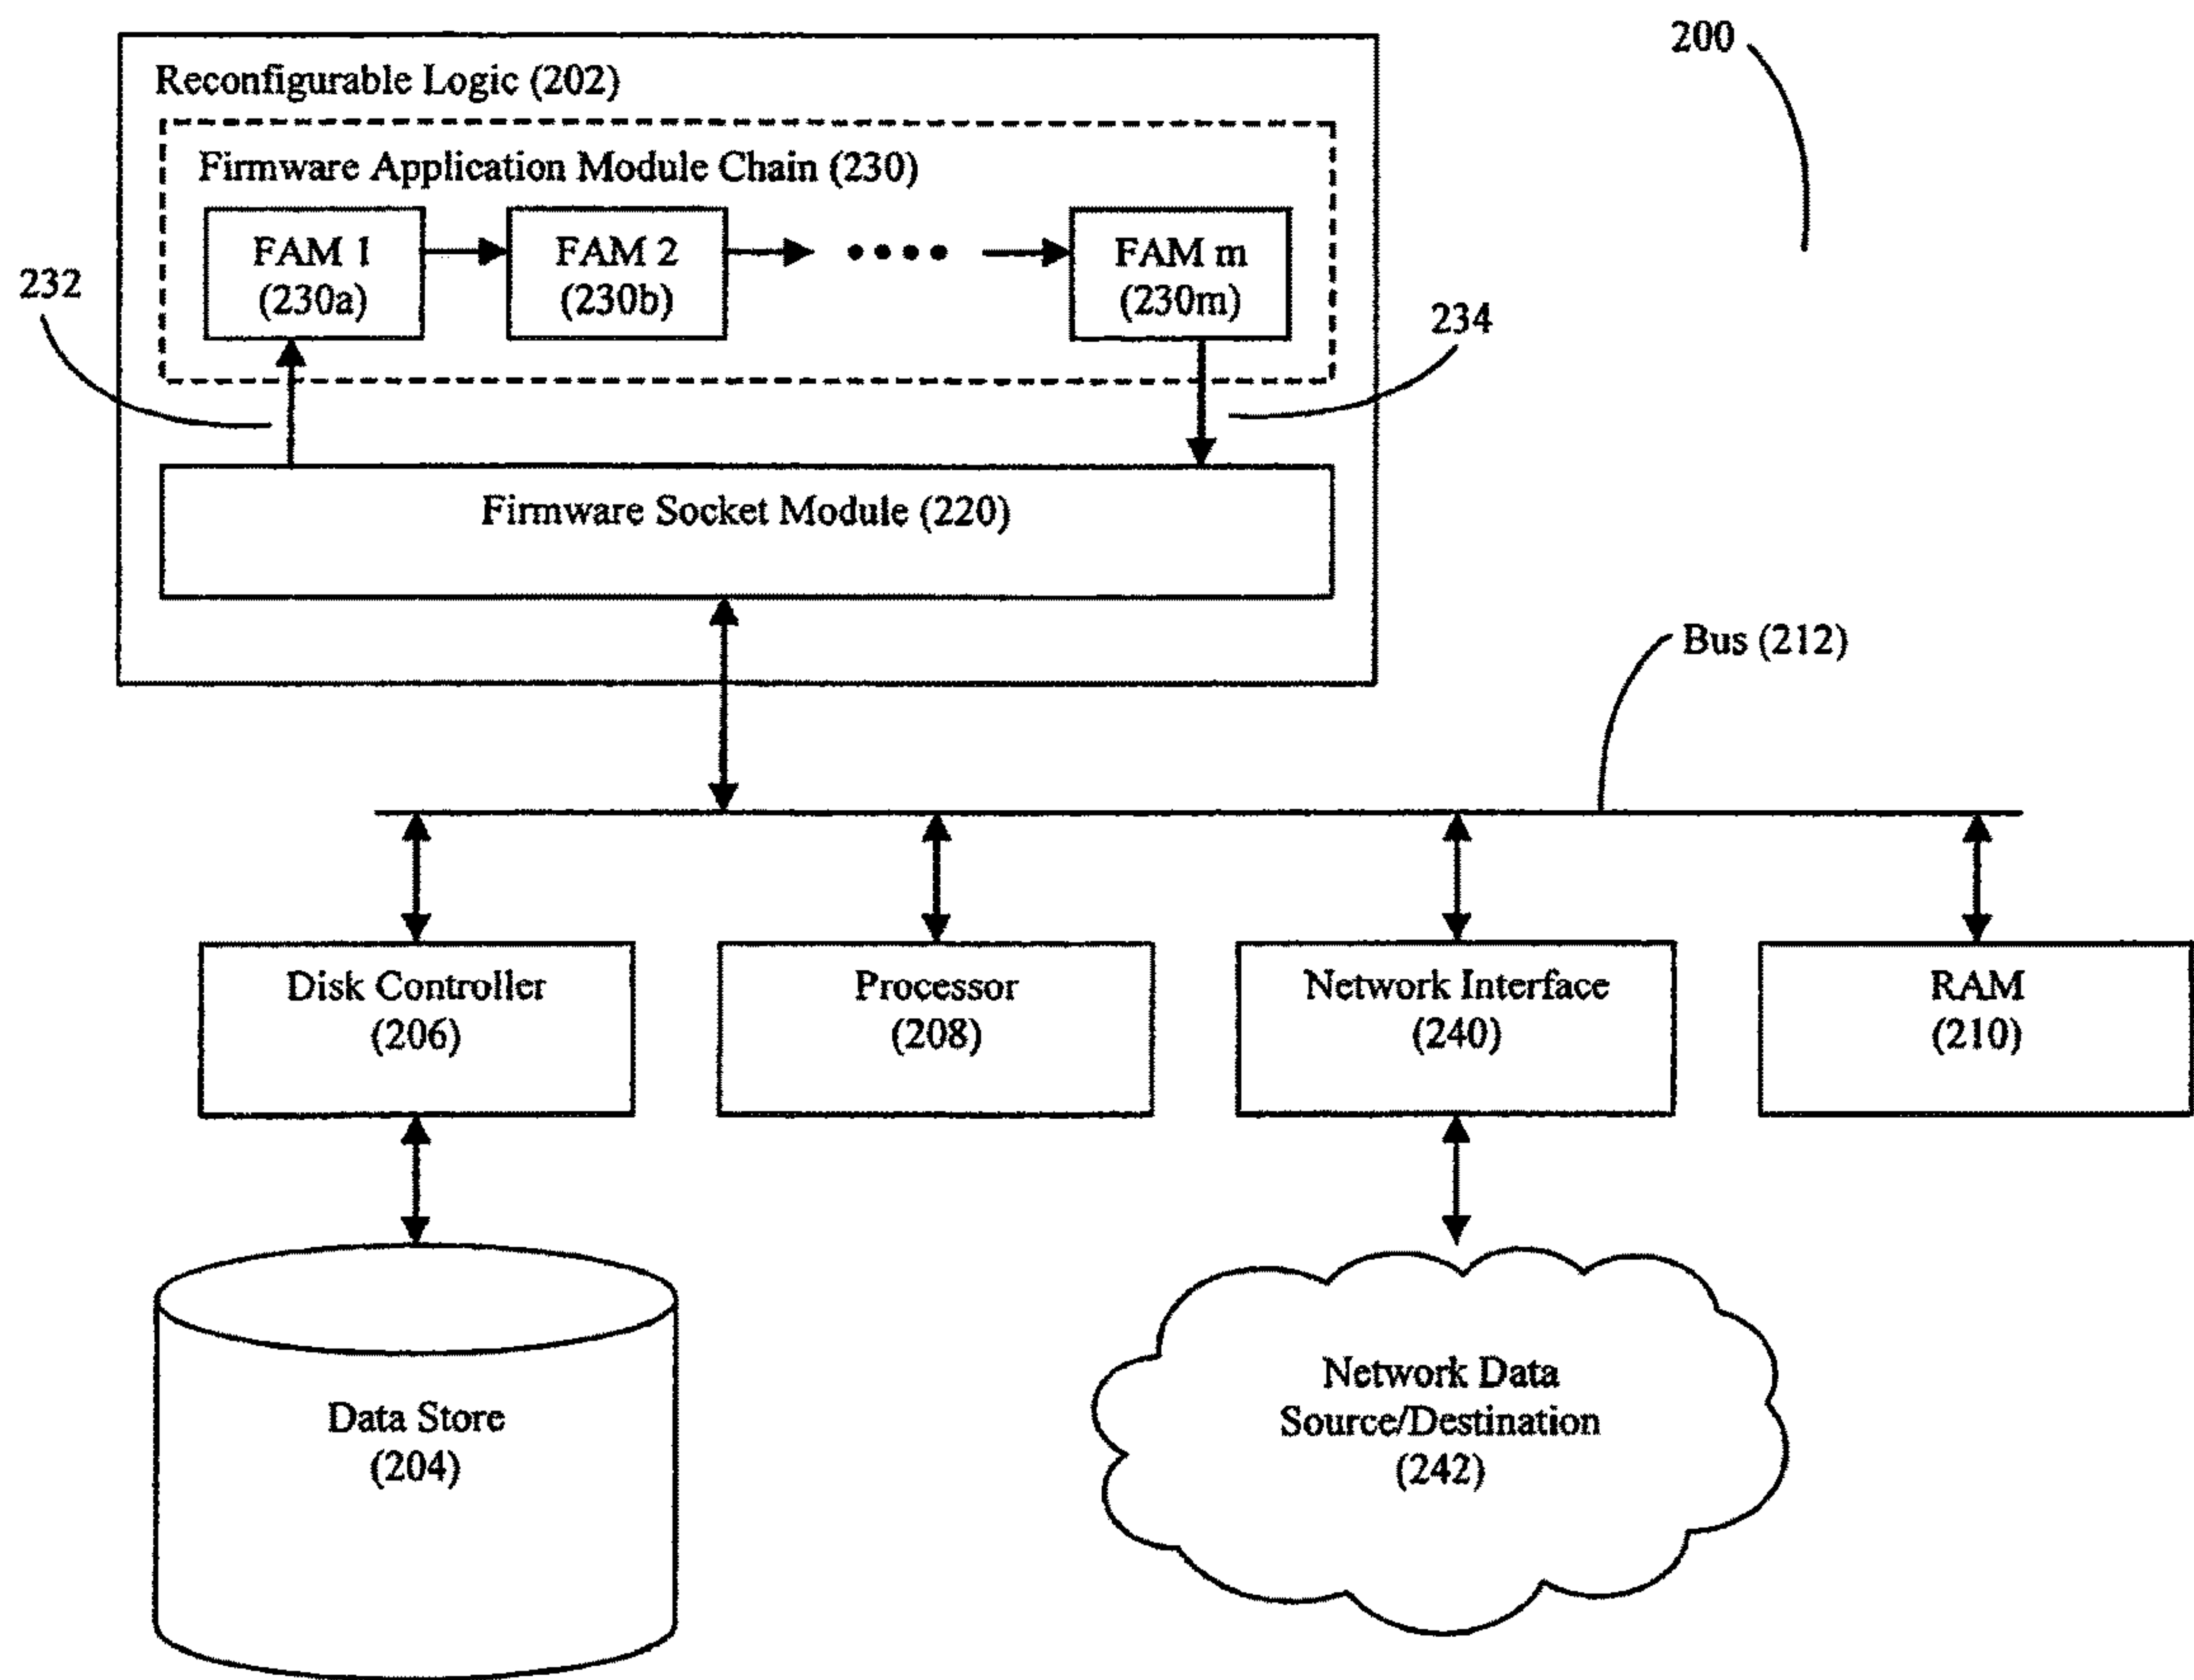 200
Reconfigurable Logic (202)
Firmware Application Module Chain (230)
FAM 1
(230a)
FAM 2
(230b)
FAM m
(230m)
232
234
Firmware Socket Module (220)
Bus (212)
Disk Controller
(206)
Processor
(208)
Network Interface
(240)
RAM
(210)
Data Store
(204)
Network Data
Source/Destination
(242)